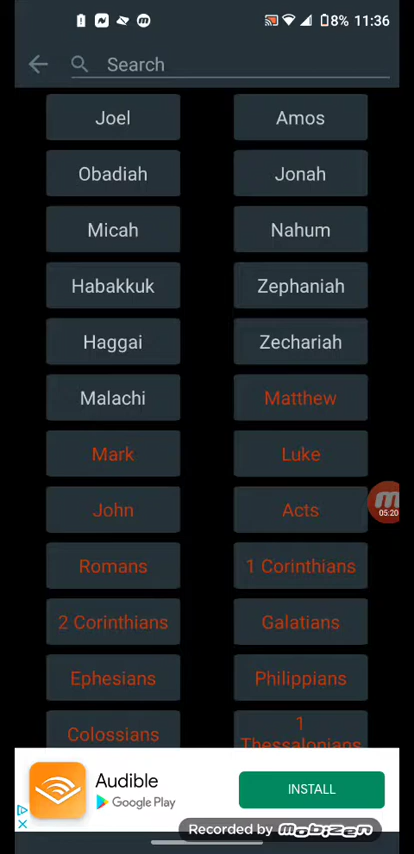 8% 11:36
Search
Joel Amos
Obadiah Jonah
Micah Nahum
Habakkuk Zephaniah
Haggai Zechariah
Malachi Matthew
Mark Luke
John Acts
05:20
Romans 1 Corinthians
2 Corinthians Galatians
Ephesians Philippians
Colossians 1
Thessalonians
Audible
Google Play
INSTALL
Recorded by mobizen